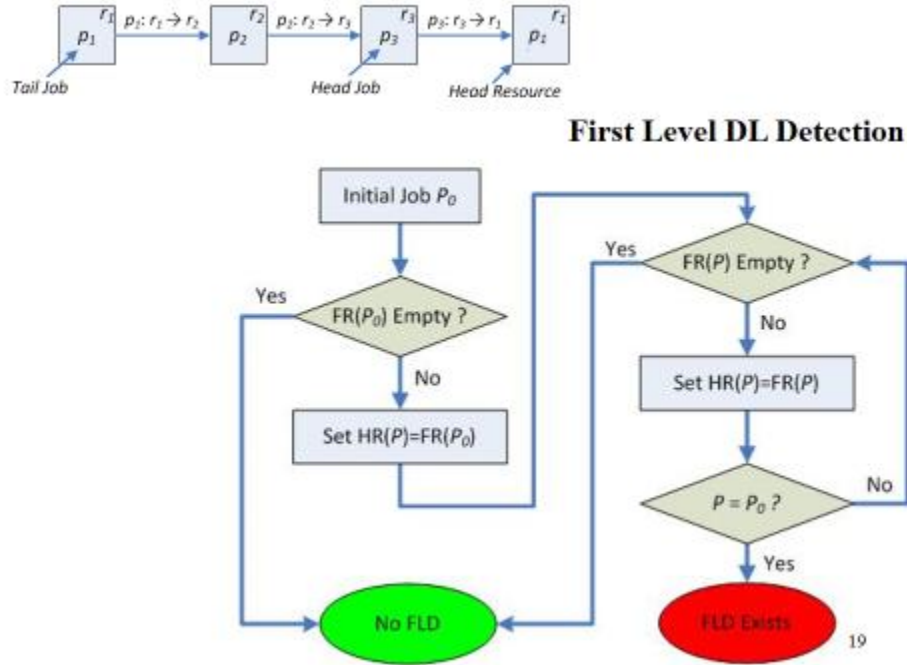 r₁ p₁: r₁ → r₂ r₂ p₂: r₂ → r₃ r₃ p₃: r₃ → r₁ r₁
p₁ p₂ p₃ p₁
Tail Job Head Job Head Resource
First Level DL Detection
Initial Job P₀
FR(P₀) Empty ?
Yes
No
Set HR(P)=FR(P₀)
Yes
FR(P) Empty ?
No
Set HR(P)=FR(P)
P = P₀ ?
No
Yes
No FLD
FLD Exists
19